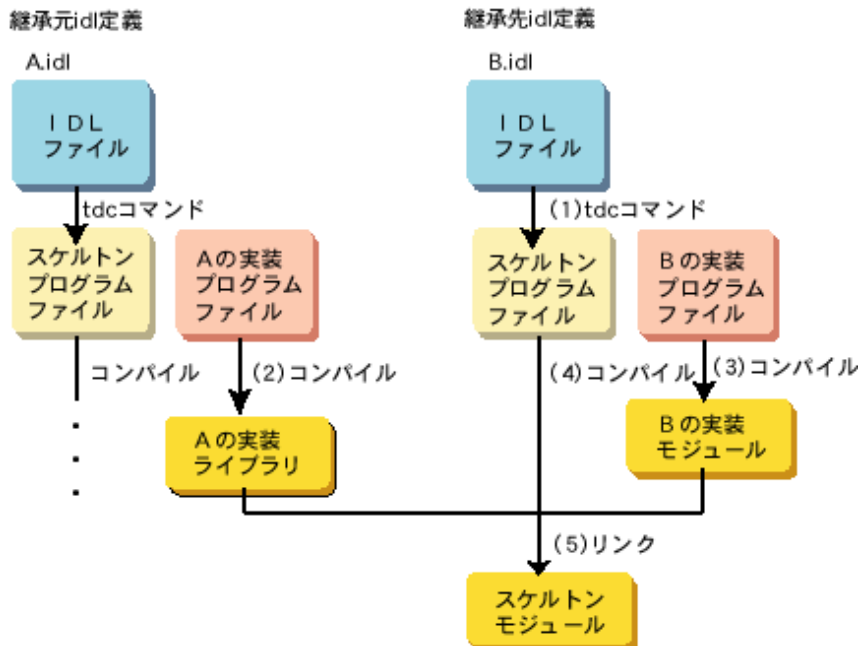 継承元idl定義
継承先idl定義
A.idl
B.idl
ＩＤＬ
ファイル
ＩＤＬ
ファイル
tdcコマンド
(1)tdcコマンド
スケルトン
プログラム
ファイル
Ａの実装
プログラム
ファイル
スケルトン
プログラム
ファイル
Ｂの実装
プログラム
ファイル
コンパイル
(2)コンパイル
(4)コンパイル
(3)コンパイル
Ａの実装
ライブラリ
Ｂの実装
モジュール
(5)リンク
スケルトン
モジュール